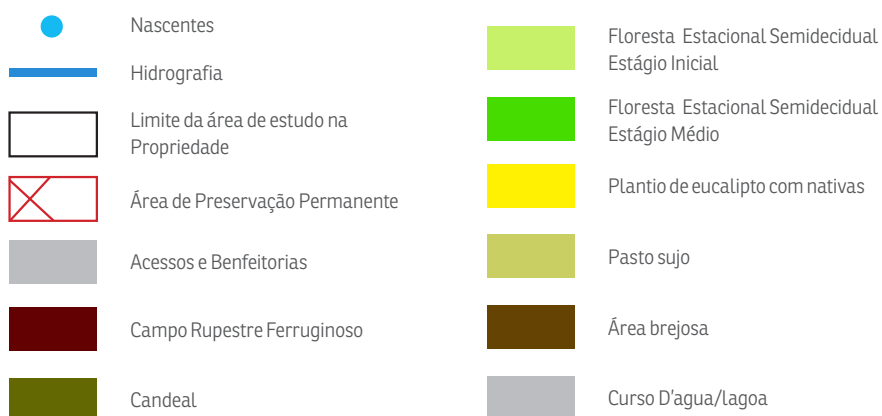 Nascentes
Hidrografia
Limite da área de estudo na
Propriedade
Área de Preservação Permanente
Acessos e Benfeitorias
Campo Rupestre Ferruginoso
Candeal
Floresta Estacional Semidecidual
Estágio Inicial
Floresta Estacional Semidecidual
Estágio Médio
Plantio de eucalipto com nativas
Pasto sujo
Área brejosa
Curso D'agua/lagoa